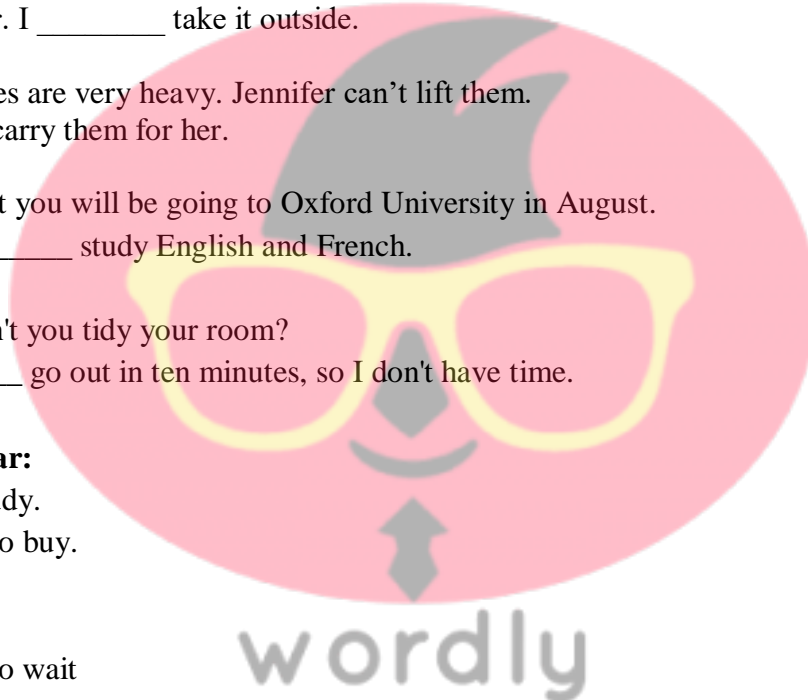 . I ________ take it outside.
es are very heavy. Jennifer can’t lift them.
carry them for her.
t you will be going to Oxford University in August.
_____ study English and French.
't you tidy your room?
__ go out in ten minutes, so I don't have time.
ar:
dy.
o buy.
o wait
wordly